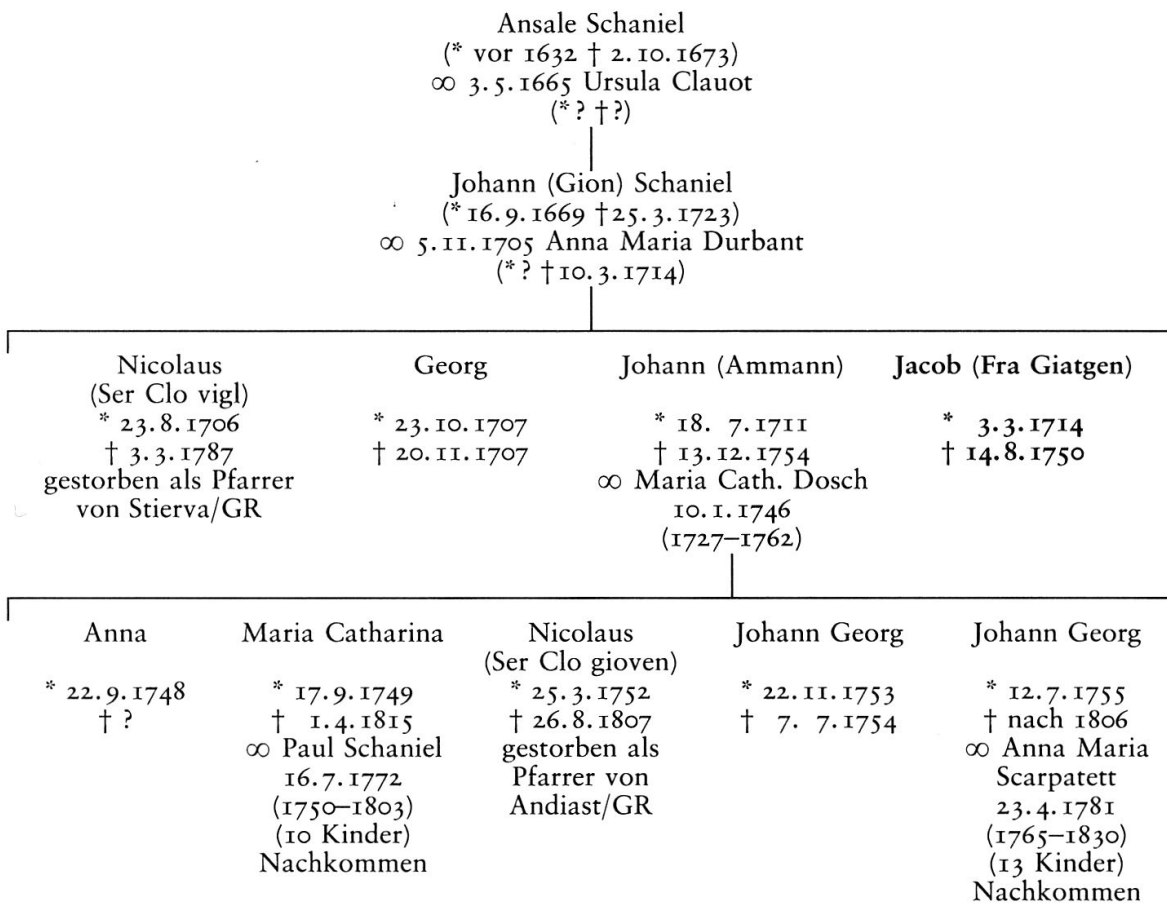 Ansale Schaniel
(* vor 1632 † 2.10.1673)
∞ 3.5.1665 Ursula Clauot
(*? †?)
Johann (Gion) Schaniel
(*16.9.1669 †25.3.1723)
∞ 5.11.1705 Anna Maria Durbant
(*? †10.3.1714)
Nicolaus
(Ser Clo vigl)
* 23.8.1706
† 3.3.1787
gestorben als Pfarrer
von Stierva/GR
Georg
* 23.10.1707
† 20.11.1707
Johann (Ammann)
* 18. 7.1711
† 13.12.1754
∞ Maria Cath. Dosch
10.1.1746
(1727–1762)
Jacob (Fra Giatgen)
* 3.3.1714
† 14.8.1750
Anna
* 22.9.1748
† ?
Maria Catharina
* 17.9.1749
† 1.4.1815
∞ Paul Schaniel
16.7.1772
(1750–1803)
(10 Kinder)
Nachkommen
Nicolaus
(Ser Clo gioven)
* 25.3.1752
† 26.8.1807
gestorben als
Pfarrer von
Andiast/GR
Johann Georg
* 22.11.1753
† 7. 7.1754
Johann Georg
* 12.7.1755
† nach 1806
∞ Anna Maria
Scarpatett
23.4.1781
(1765–1830)
(13 Kinder)
Nachkommen